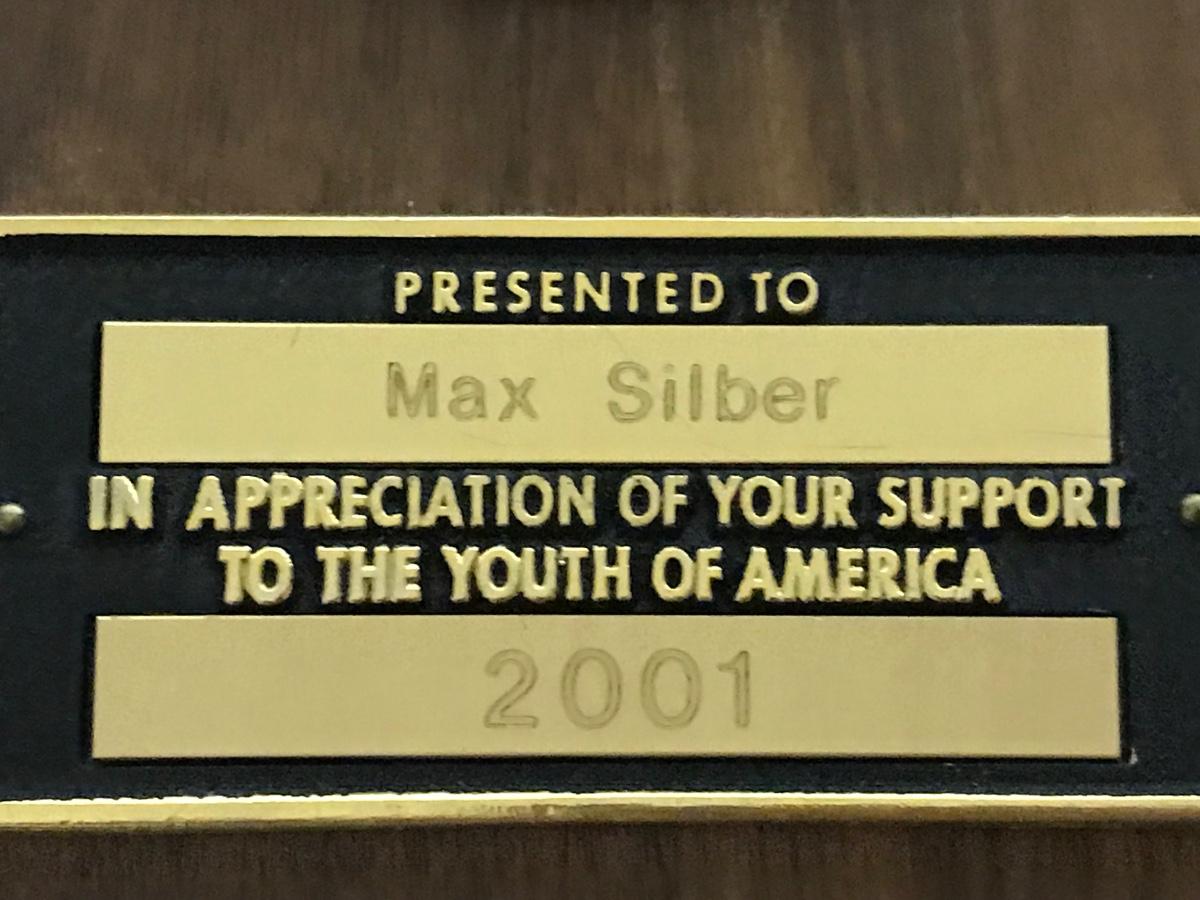 PRESENTED TO
Max Silber
IN APPRECIATION OF YOUR SUPPORT
TO THE YOUTH OF AMERICA
2001